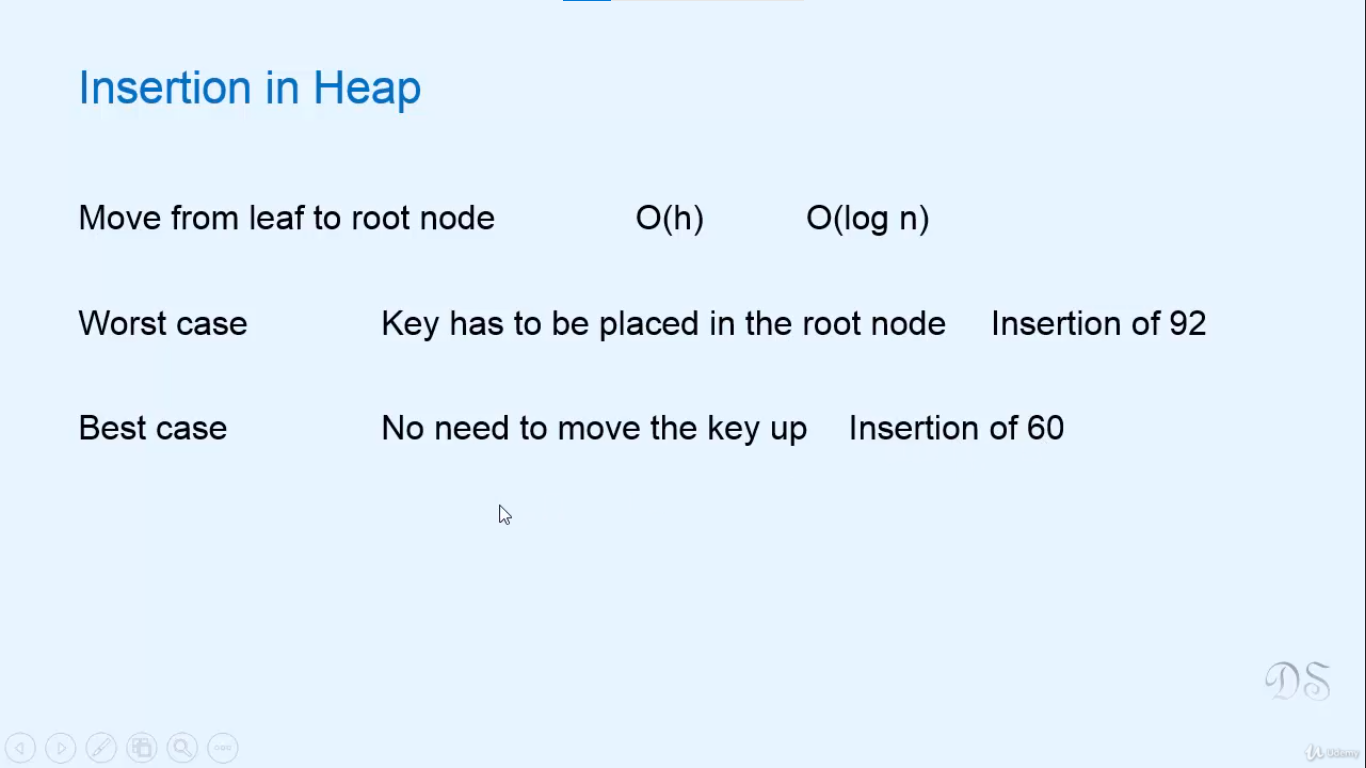 Insertion in Heap
Move from leaf to root node O(h) O(log n)
Worst case Key has to be placed in the root node Insertion of 92
Best case No need to move the key up Insertion of 60
DS
Udemy